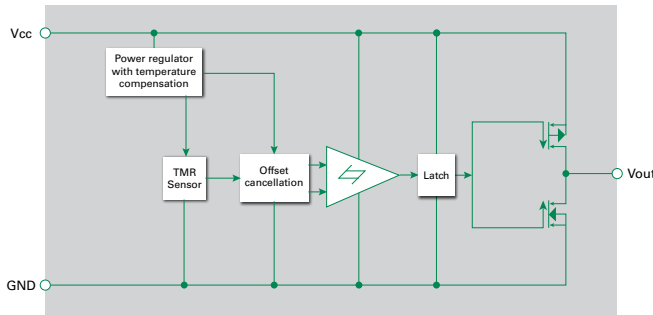 Vcc
Power regulator
with temperature
compensation
TMR
Sensor
Offset
cancellation
Latch
Vout
GND